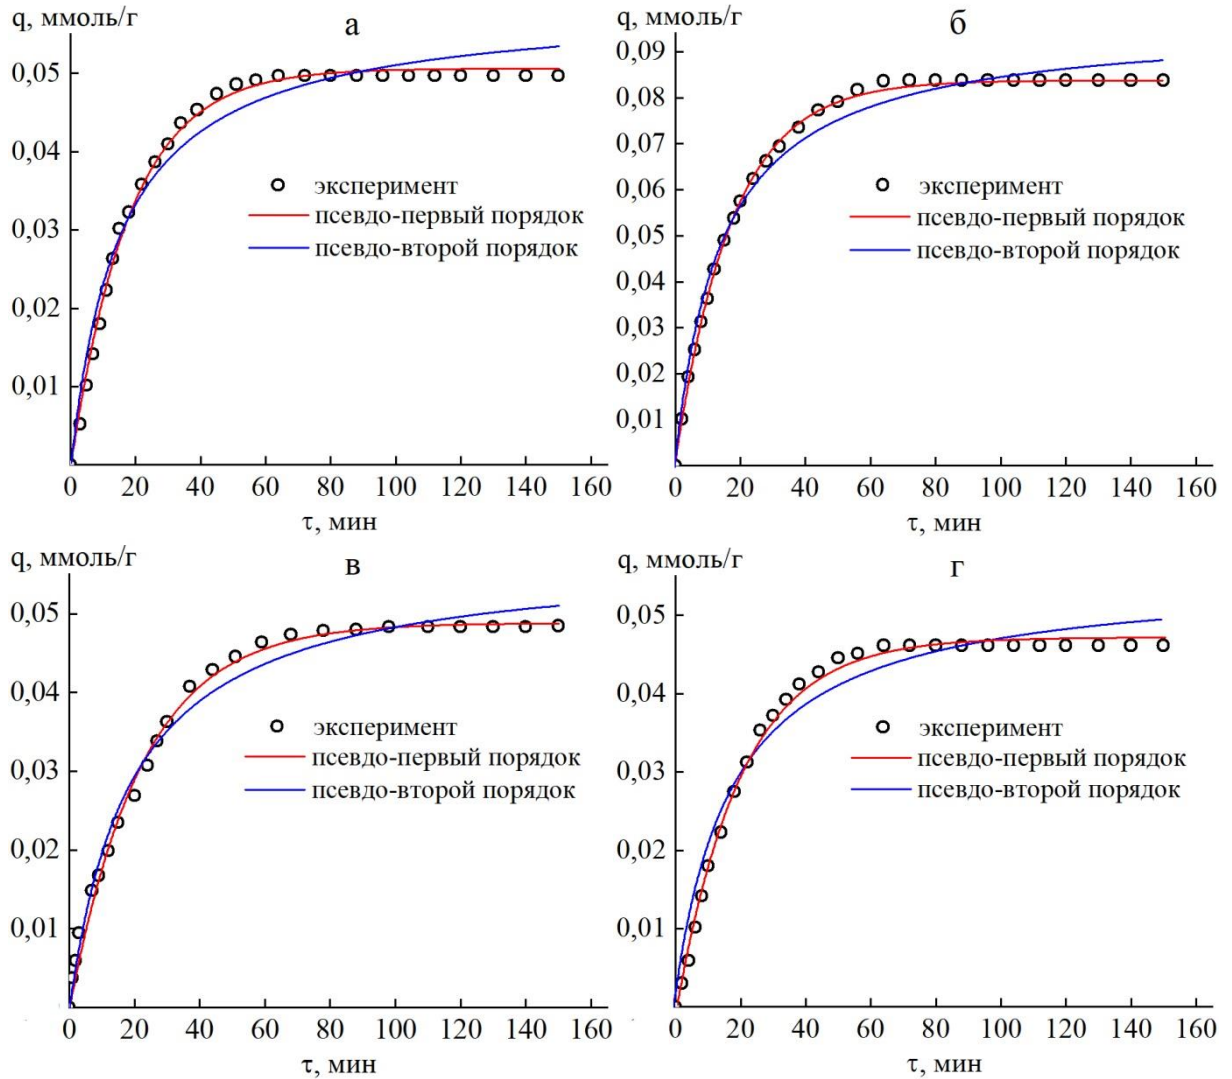 q, ммоль/г
а
0,05
0,04
0,03
0,02
0,01
эксперимент
псевдо-первый порядок
псевдо-второй порядок
0 20 40 60 80 100 120 140 160
τ, мин
q, ммоль/г
б
0,09
0,08
0,07
0,06
0,05
0,04
0,03
0,02
0,01
эксперимент
псевдо-первый порядок
псевдо-второй порядок
0 20 40 60 80 100 120 140 160
τ, мин
q, ммоль/г
в
0,05
0,04
0,03
0,02
0,01
эксперимент
псевдо-первый порядок
псевдо-второй порядок
0 20 40 60 80 100 120 140 160
τ, мин
q, ммоль/г
г
0,05
0,04
0,03
0,02
0,01
эксперимент
псевдо-первый порядок
псевдо-второй порядок
0 20 40 60 80 100 120 140 160
τ, мин